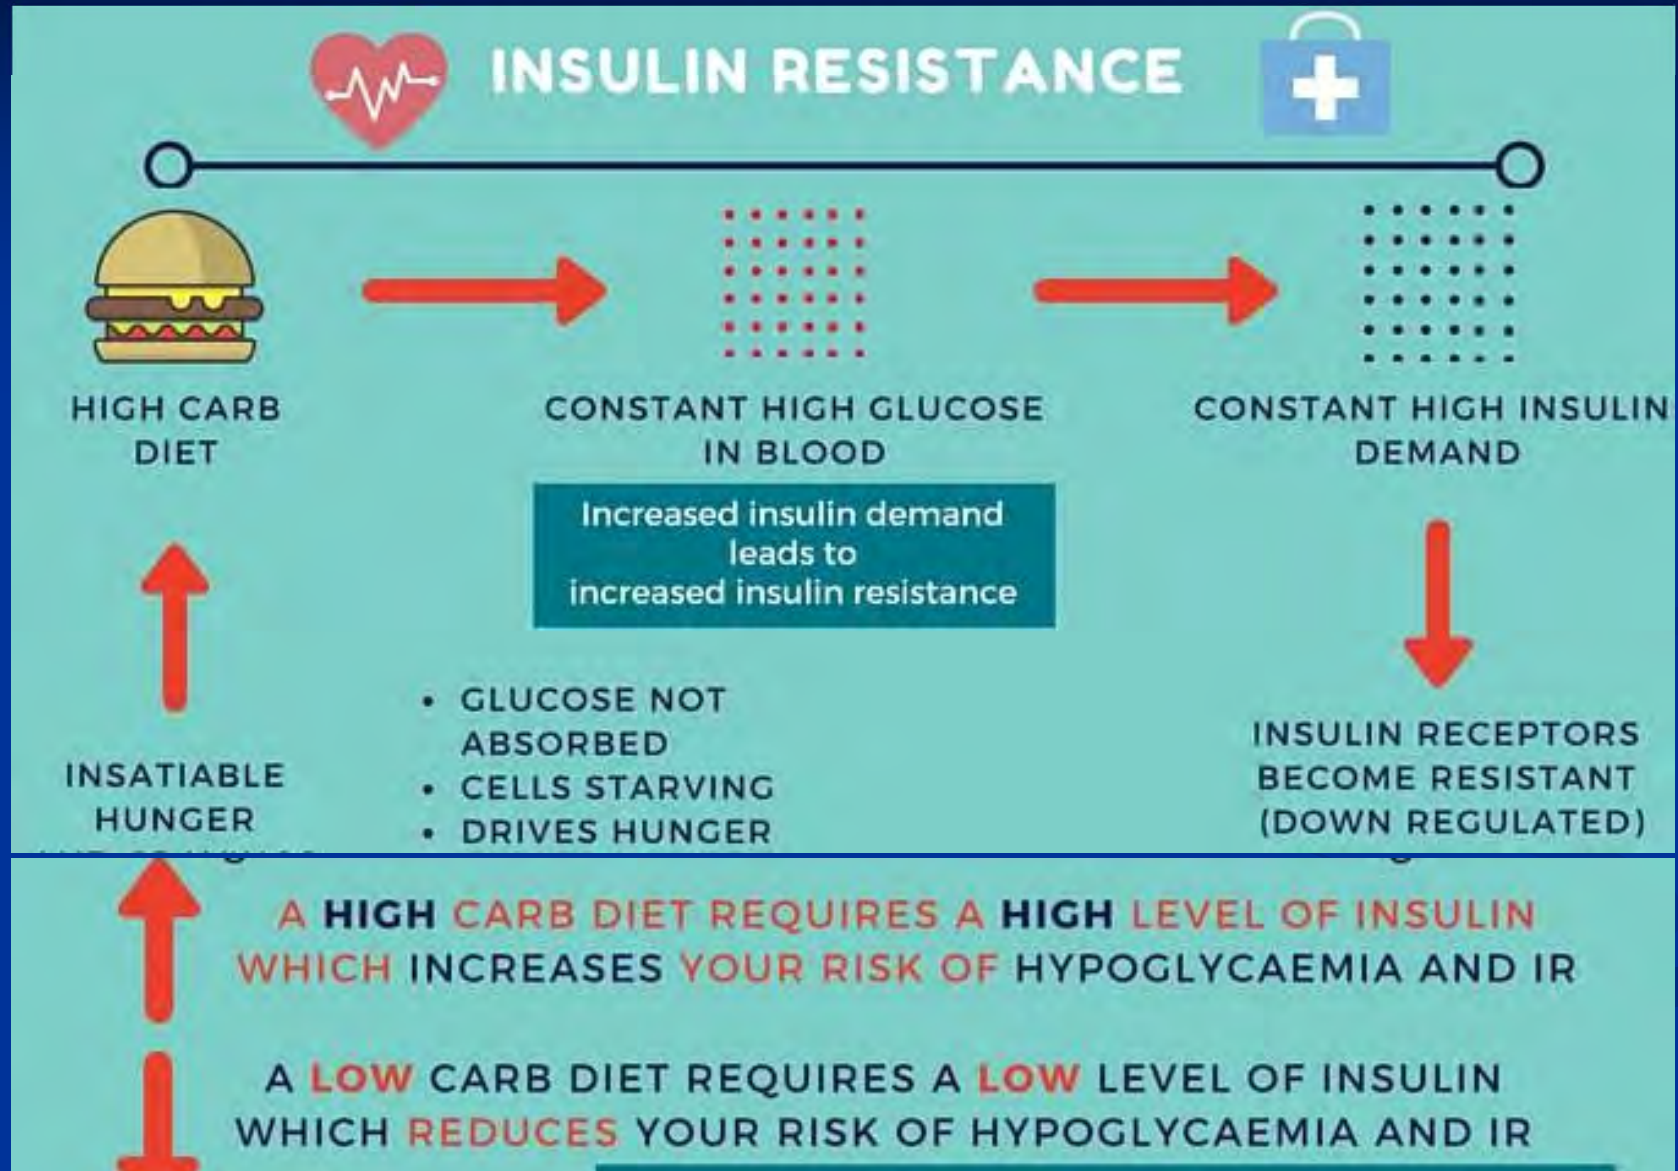 INSULIN RESISTANCE
HIGH CARB
DIET
CONSTANT HIGH GLUCOSE
IN BLOOD
CONSTANT HIGH INSULIN
DEMAND
Increased insulin demand
leads to
increased insulin resistance
• GLUCOSE NOT
ABSORBED
• CELLS STARVING
• DRIVES HUNGER
INSATIABLE
HUNGER
INSULIN RECEPTORS
BECOME RESISTANT
(DOWN REGULATED)
A HIGH CARB DIET REQUIRES A HIGH LEVEL OF INSULIN
WHICH INCREASES YOUR RISK OF HYPOGLYCAEMIA AND IR
A LOW CARB DIET REQUIRES A LOW LEVEL OF INSULIN
WHICH REDUCES YOUR RISK OF HYPOGLYCAEMIA AND IR